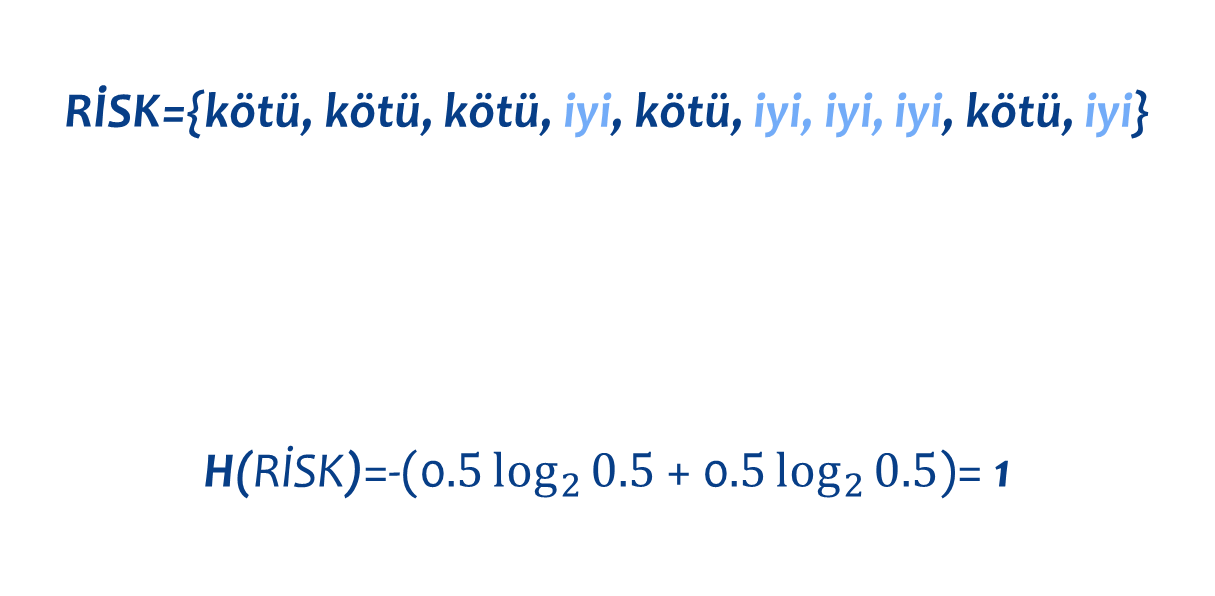 RİSK={kötü, kötü, kötü, iyi, kötü, iyi, iyi, iyi, kötü, iyi}
H(RİSK)=-(0.5 log₂ 0.5 + 0.5 log₂ 0.5)= 1